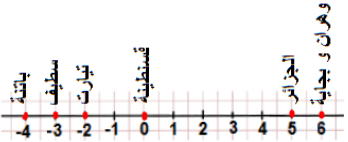 باتنة
سطيف
تيارت
قسنطينة
الجزائر
وهران و بجاية
-4 -3 -2 -1 0 1 2 3 4 5 6